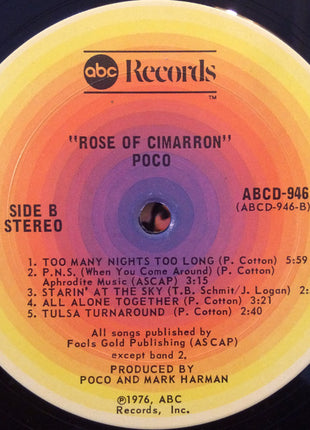 abc Records
TM
"ROSE OF CIMARRON"
POCO
SIDE B
STEREO
ABCD-946
(ABCD-946-B)
1. TOO MANY NIGHTS TOO LONG (P. Cotton) 5:59
2. P.N.S. (When You Come Around) (P. Cotton)
Aphrodite Music (ASCAP) 3:15
3. STARIN' AT THE SKY (T.B. Schmit/J. Logan) 2:
4. ALL ALONE TOGETHER (P. Cotton) 3:21
5 TULSA TURNAROUND (P. Cotton) 2:40
All songs published by
Fools Gold Publishing (ASCAP)
except band 2.
PRODUCED BY
POCO AND MARK HARMAN
℗1976, ABC
Records, Inc.